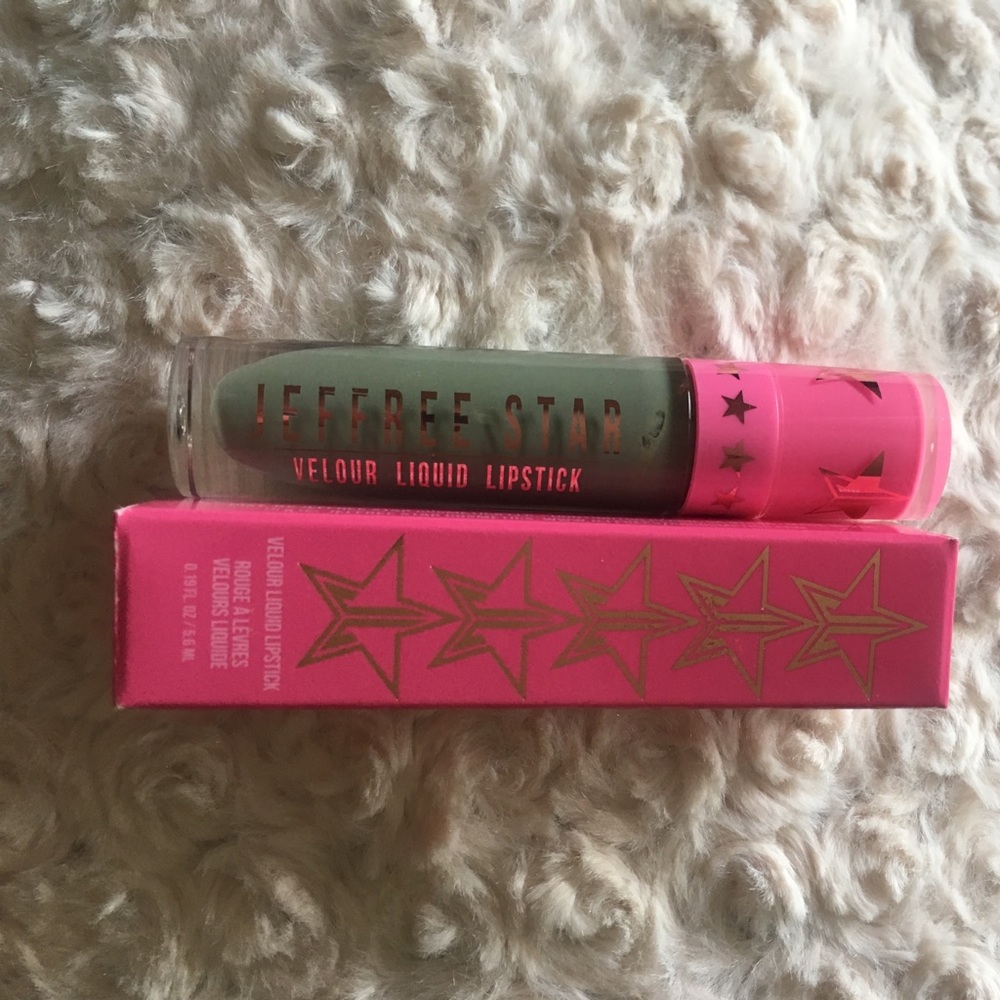 JEFFREE STAR
VELOUR LIQUID LIPSTICK
VELOUR LIQUID LIPSTICK
ROUGE À LÈVRES
VELOURS LIQUIDE
0.19 FL OZ / 5.6 ML